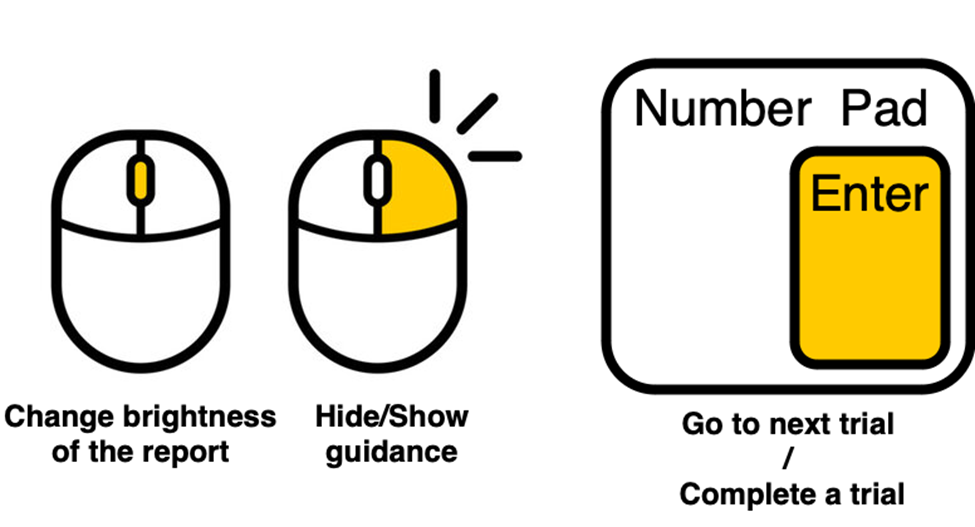 Number Pad
Enter
Change brightness
of the report
Hide/Show
guidance
Go to next trial
/
Complete a trial